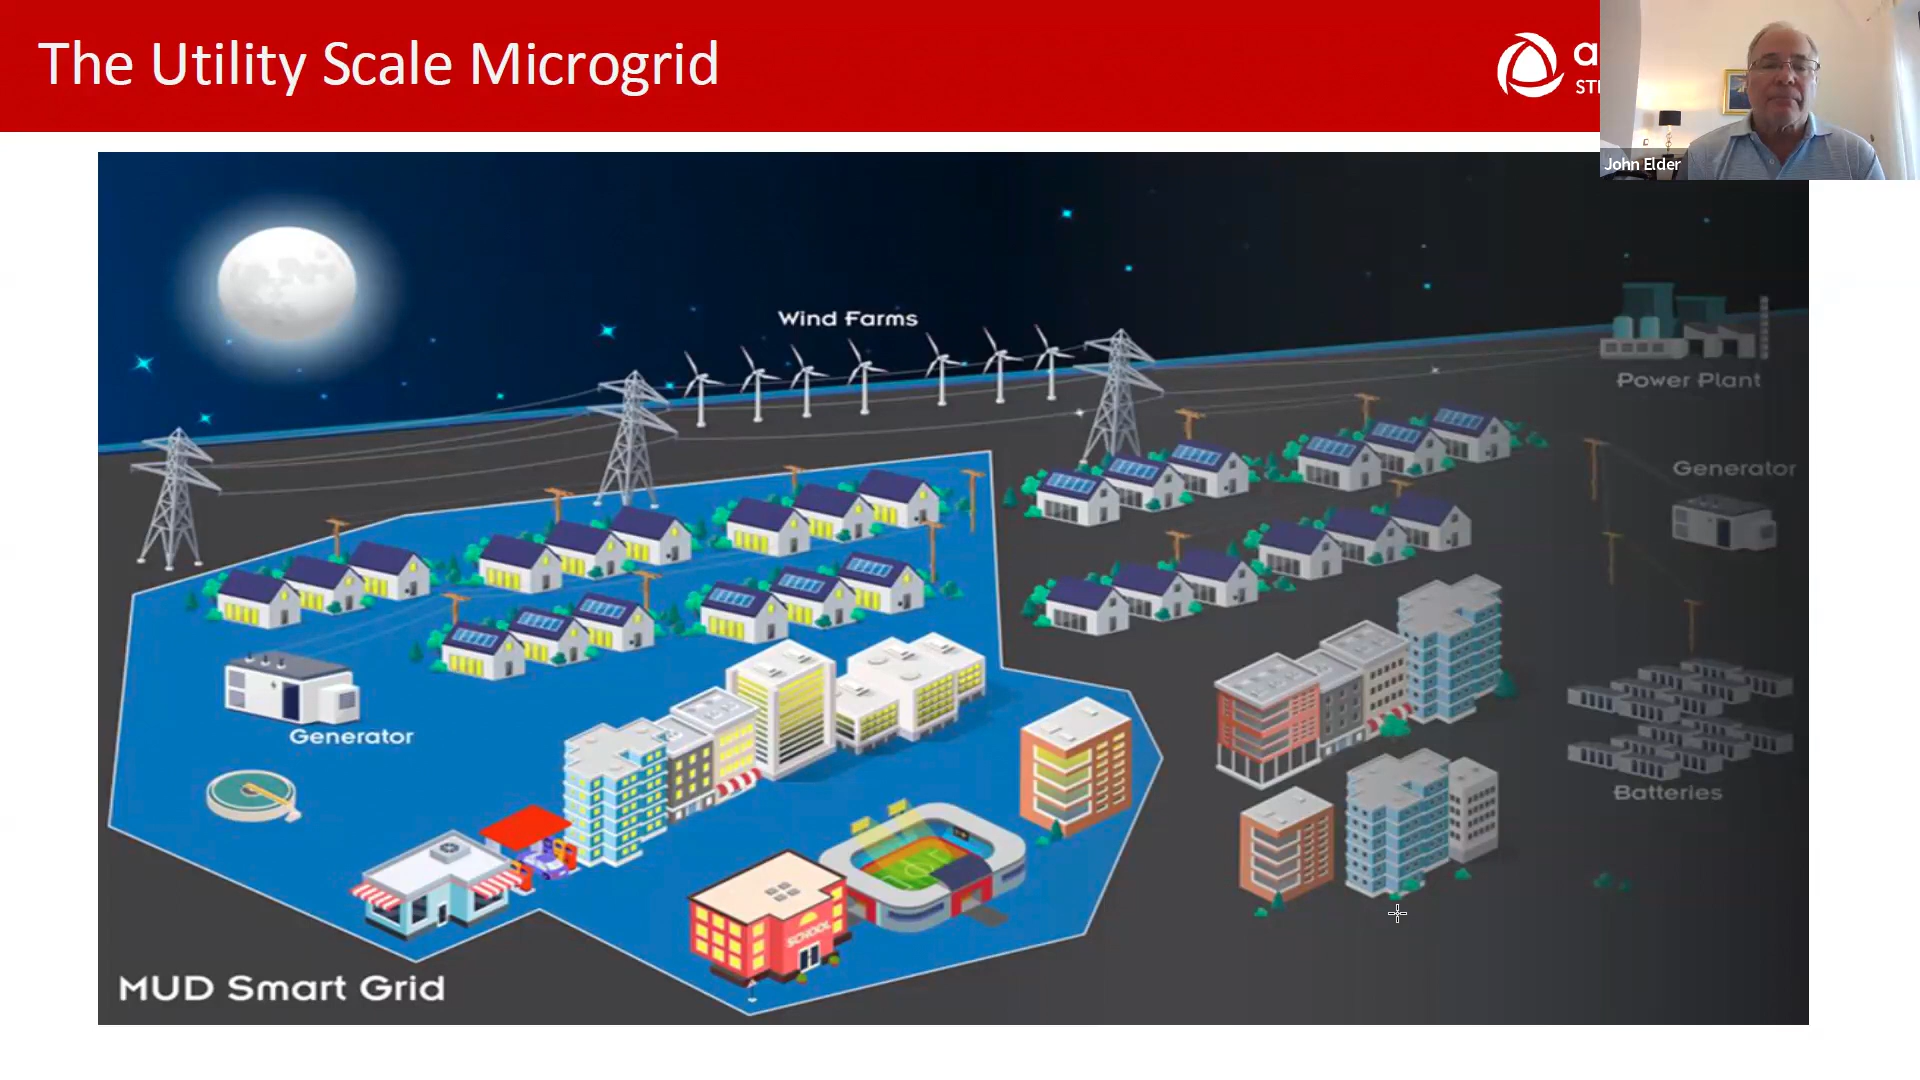 The Utility Scale Microgrid
John Elder
Wind Farms
Power Plant
Generator
Generator
Batteries
SCHOOL
MUD Smart Grid